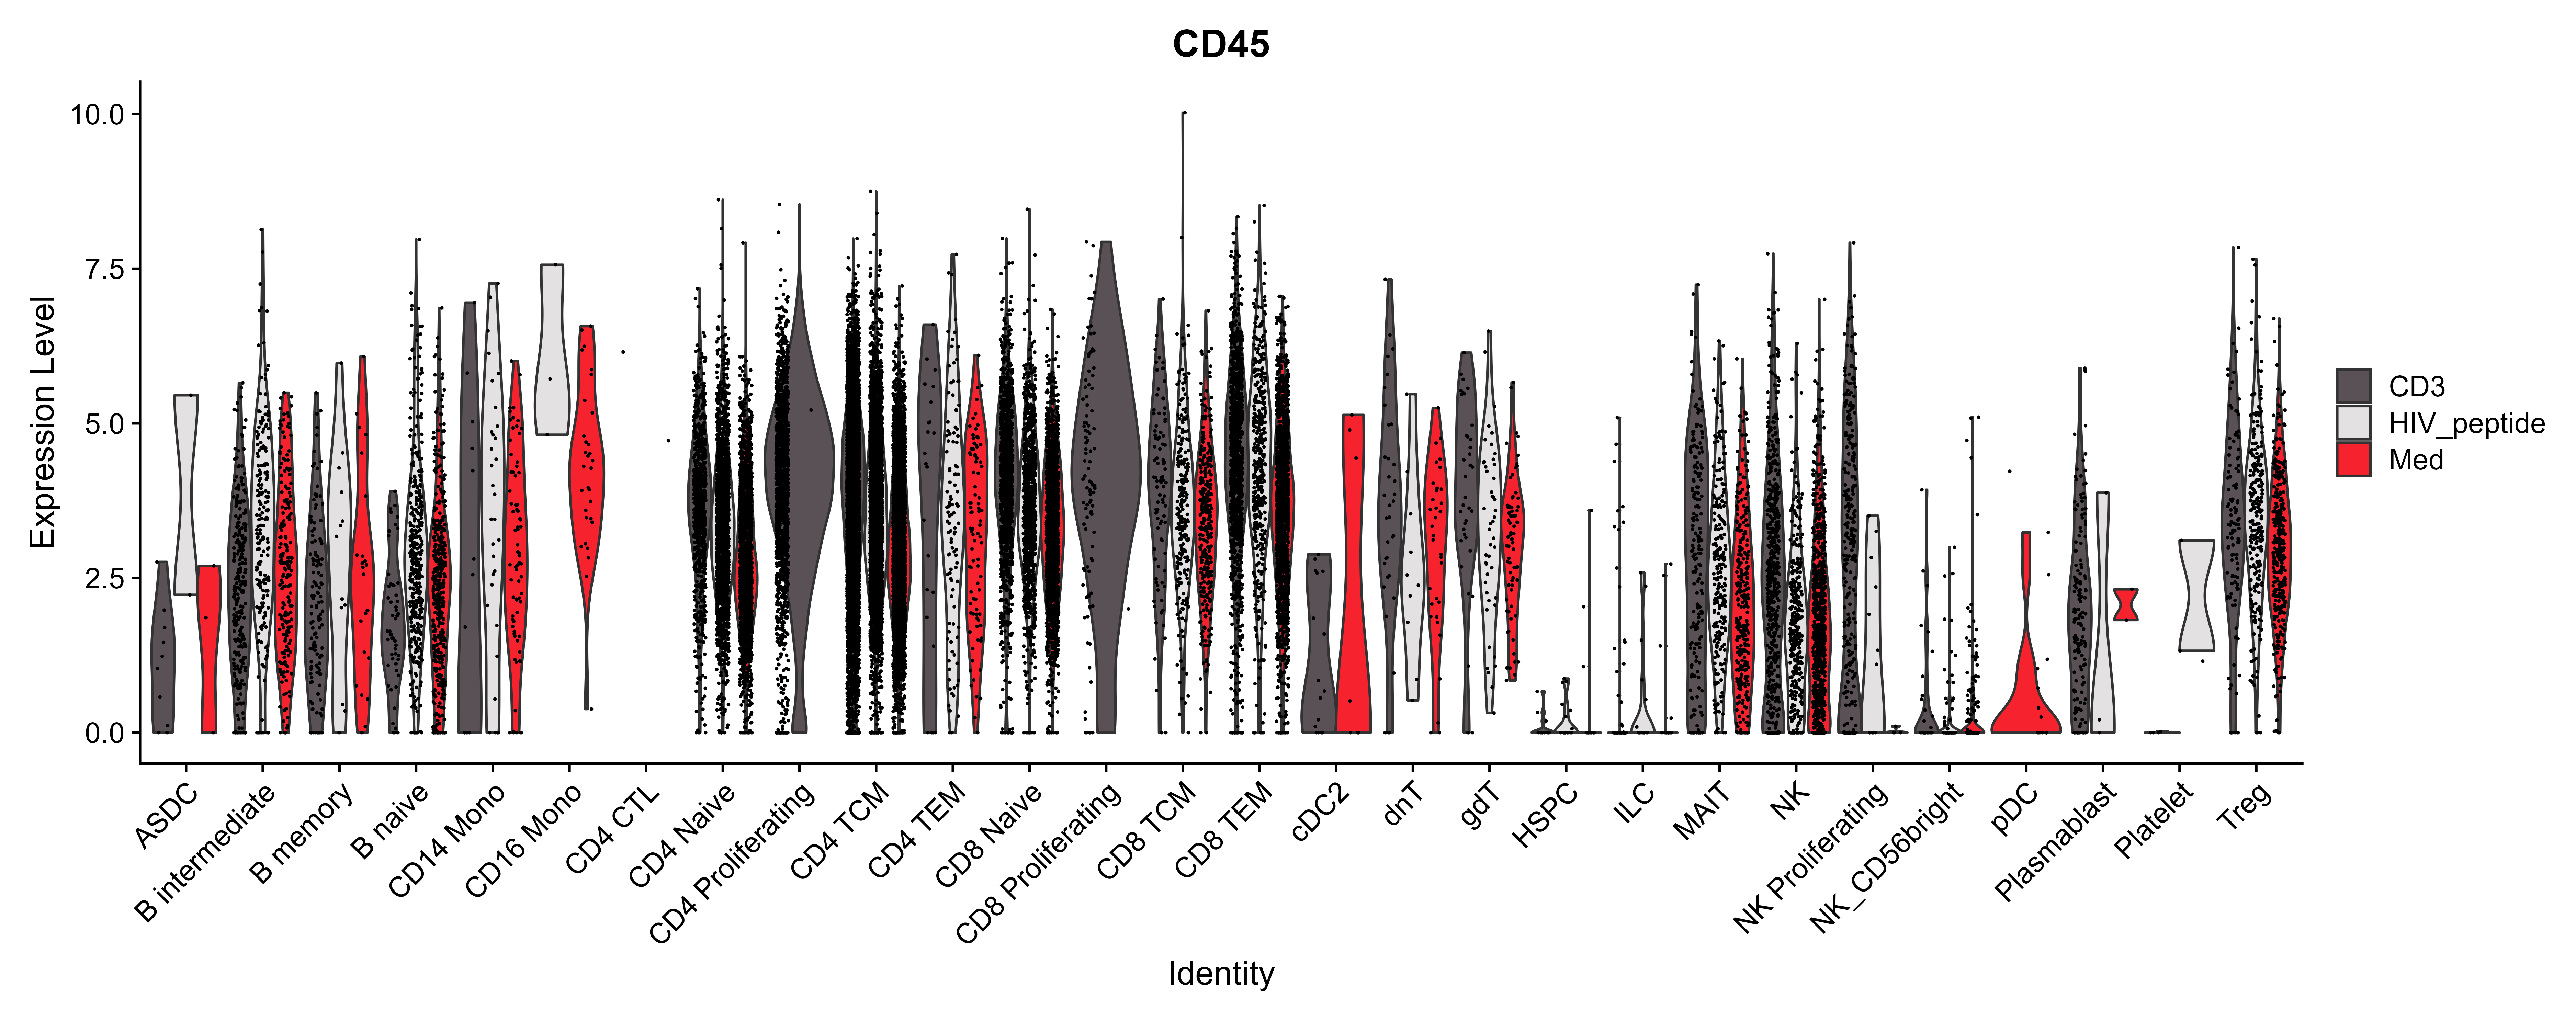 CD45
Expression Level
10.0
7.5
5.0
2.5
0.0
ASDC
B intermediate
B memory
B naive
CD14 Mono
CD16 Mono
CD4 CTL
CD4 Naive
CD4 Proliferating
CD4 TCM
CD4 TEM
CD8 Naive
CD8 Proliferating
CD8 TCM
CD8 TEM
cDC2
dnT
gdT
HSPC
ILC
MAIT
NK
NK Proliferating
NK_CD56bright
pDC
Plasmablast
Platelet
Treg
Identity
CD3
HIV_peptide
Med